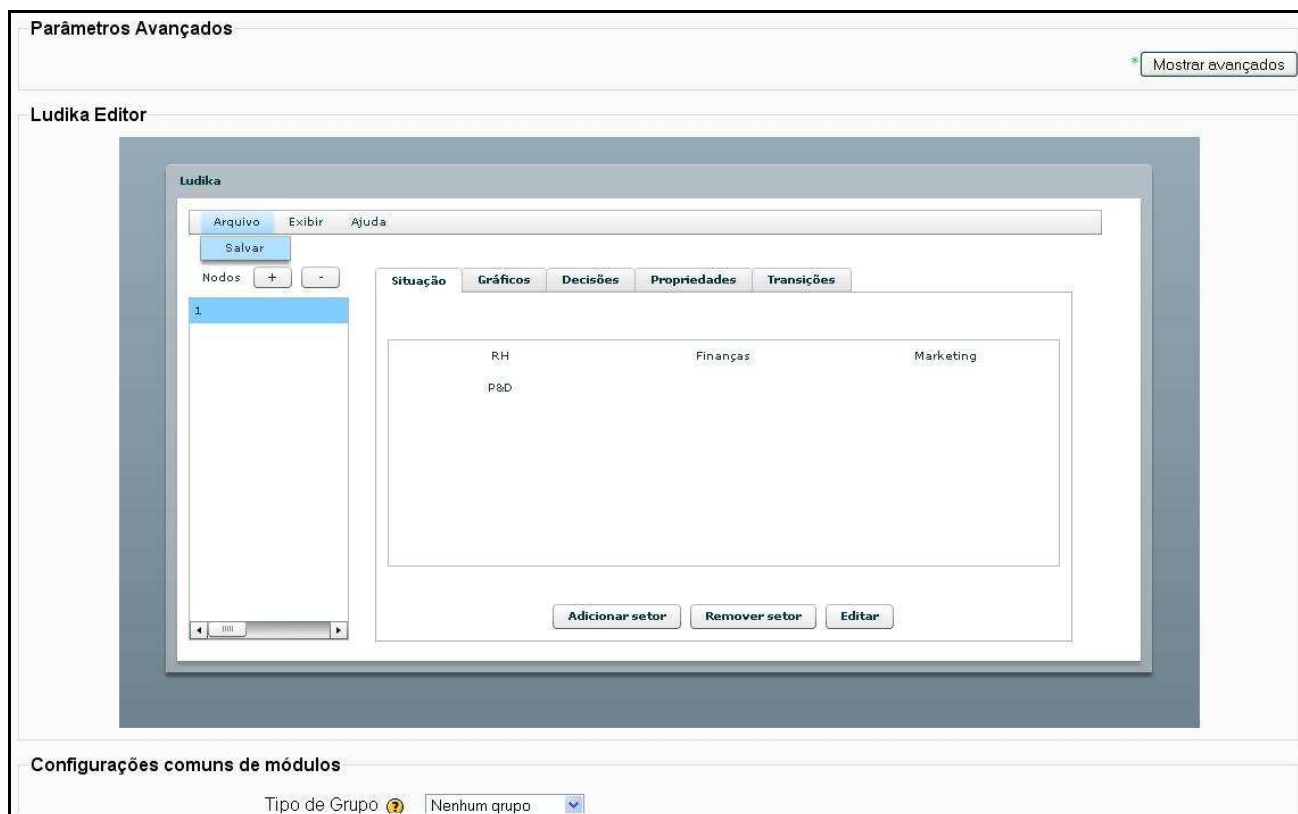 Parâmetros Avançados
* Mostrar avançados
Ludika Editor
Ludika
Arquivo Exibir Ajuda
Salvar
Nodos + -
Situação Gráficos Decisões Propriedades Transições
1
RH Finanças Marketing
P&D
Adicionar setor Remover setor Editar
Configurações comuns de módulos
Tipo de Grupo ? Nenhum grupo